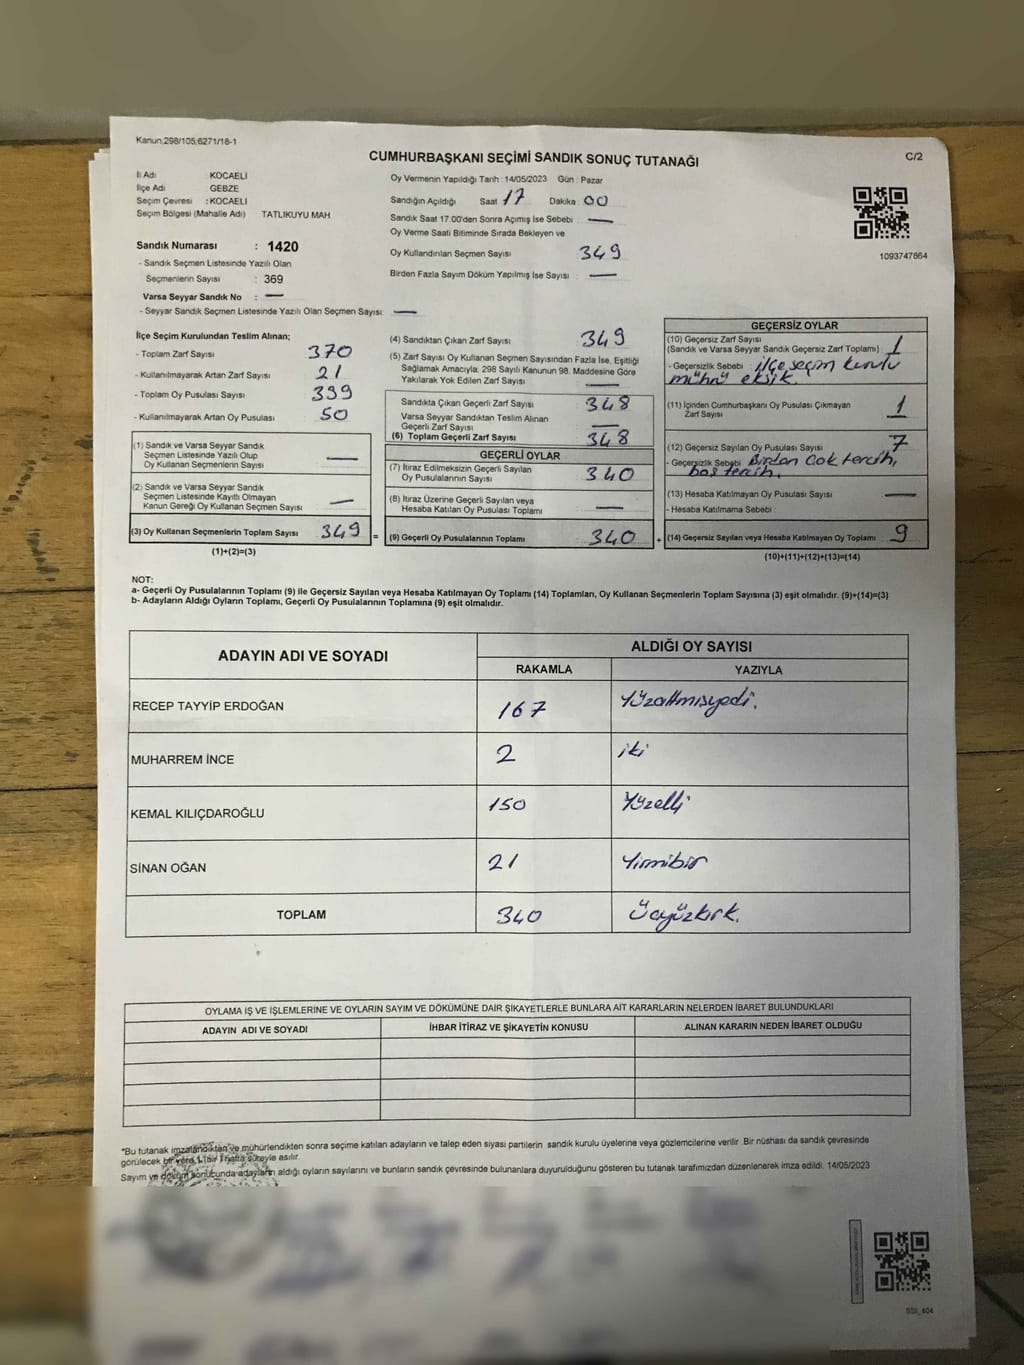 Kanun:298/105;6271/18-1
CUMHURBAŞKANI SEÇİMİ SANDIK SONUÇ TUTANAĞI
C/2
İl Adı : KOCAELİ
İlçe Adı : GEBZE
Seçim Çevresi : KOCAELİ
Seçim Bölgesi (Mahalle Adı) TATLIKUYU MAH
Sandık Numarası : 1420
- Sandık Seçmen Listesinde Yazılı Olan
Seçmenlerin Sayısı : 369
Varsa Seyyar Sandık No : —
- Seyyar Sandık Seçmen Listesinde Yazılı Olan Seçmen Sayısı: —
Oy Vermenin Yapıldığı Tarih : 14/05/2023 Gün : Pazar
Sandığın Açıldığı Saat 17 Dakika 00
Sandık Saat 17:00'den Sonra Açımış İse Sebebi : —
Oy Verme Saati Bitiminde Sırada Bekleyen ve
Oy Kullandırılan Seçmen Sayısı : 349
Birden Fazla Sayım Döküm Yapılmış İse Sayısı : —
1093747664
İlçe Seçim Kurulundan Teslim Alınan;
- Toplam Zarf Sayısı : 370
- Kullanılmayarak Artan Zarf Sayısı : 21
- Toplam Oy Pusulası Sayısı : 399
- Kullanılmayarak Artan Oy Pusulası : 50
(1) Sandık ve Varsa Seyyar Sandık
Seçmen Listesinde Yazılı Olup
Oy Kullanan Seçmenlerin Sayısı —
(2) Sandık ve Varsa Seyyar Sandık
Seçmen Listesinde Kayıtlı Olmayan
Kanun Gereği Oy Kullanan Seçmen Sayısı —
(3) Oy Kullanan Seçmenlerin Toplam Sayısı 349 =
(1)+(2)=(3)
(4) Sandıktan Çıkan Zarf Sayısı : 349
(5) Zarf Sayısı Oy Kullanan Seçmen Sayısından Fazla İse, Eşitliği
Sağlamak Amacıyla, 298 Sayılı Kanunun 98. Maddesine Göre
Yakılarak Yok Edilen Zarf Sayısı : —
Sandıkta Çıkan Geçerli Zarf Sayısı : 348
Varsa Seyyar Sandıktan Teslim Alınan
Geçerli Zarf Sayısı : —
(6) Toplam Geçerli Zarf Sayısı : 348
GEÇERLİ OYLAR
(7) İtiraz Edilmeksizin Geçerli Sayılan
Oy Pusulalarının Sayısı : 340
(8) İtiraz Üzerine Geçerli Sayılan veya
Hesaba Katılan Oy Pusulası Toplamı : —
(9) Geçerli Oy Pusulalarının Toplamı : 340 +
GEÇERSİZ OYLAR
(10) Geçersiz Zarf Sayısı
(Sandık ve Varsa Seyyar Sandık Geçersiz Zarf Toplamı) : 1
- Geçersizlik Sebebi : ilçe seçim kurulu
mührü eksik.
(11) İçinden Cumhurbaşkanı Oy Pusulası Çıkmayan
Zarf Sayısı : 1
(12) Geçersiz Sayılan Oy Pusulası Sayısı : 7
- Geçersizlik Sebebi Birden Çok tercih,
boş tercih.
(13) Hesaba Katılmayan Oy Pusulası Sayısı : —
- Hesaba Katılmama Sebebi :
(14) Geçersiz Sayılan veya Hesaba Katılmayan Oy Toplamı : 9
(10)+(11)+(12)+(13)=(14)
NOT:
a- Geçerli Oy Pusulalarının Toplamı (9) ile Geçersiz Sayılan veya Hesaba Katılmayan Oy Toplamı (14) Toplamları, Oy Kullanan Seçmenlerin Toplam Sayısına (3) eşit olmalıdır. (9)+(14)=(3)
b- Adayların Aldığı Oyların Toplamı, Geçerli Oy Pusulalarının Toplamına (9) eşit olmalıdır.
ADAYIN ADI VE SOYADI
ALDIĞI OY SAYISI
RAKAMLA YAZIYLA
RECEP TAYYİP ERDOĞAN 167 Yüzaltmışyedi.
MUHARREM İNCE 2 iki
KEMAL KILIÇDAROĞLU 150 Yüzelli
SİNAN OĞAN 21 Yirmibir
TOPLAM 340 Üçyüzkırk.
OYLAMA İŞ VE İŞLEMLERİNE VE OYLARIN SAYIM VE DÖKÜMÜNE DAİR ŞİKAYETLERLE BUNLARA AİT KARARLARIN NELERDEN İBARET BULUNDUKLARI
ADAYIN ADI VE SOYADI İHBAR İTİRAZ VE ŞİKAYETİN KONUSU ALINAN KARARIN NEDEN İBARET OLDUĞU
*Bu tutanak imzalandıktan ve mühürlendikten sonra seçime katılan adayların ve talep eden siyasi partilerin sandık kurulu üyelerine veya gözlemcilerine verilir. Bir nüshası da sandık çevresinde
görülecek bir yere 1 (bir) hafta süreyle asılır.
Sayım ve döküm sonucunda adayların aldığı oyların sayılarını ve bunların sandık çevresinde bulunanlara duyurulduğunu gösteren bu tutanak tarafımızdan düzenlenerek imza edildi. 14/05/2023